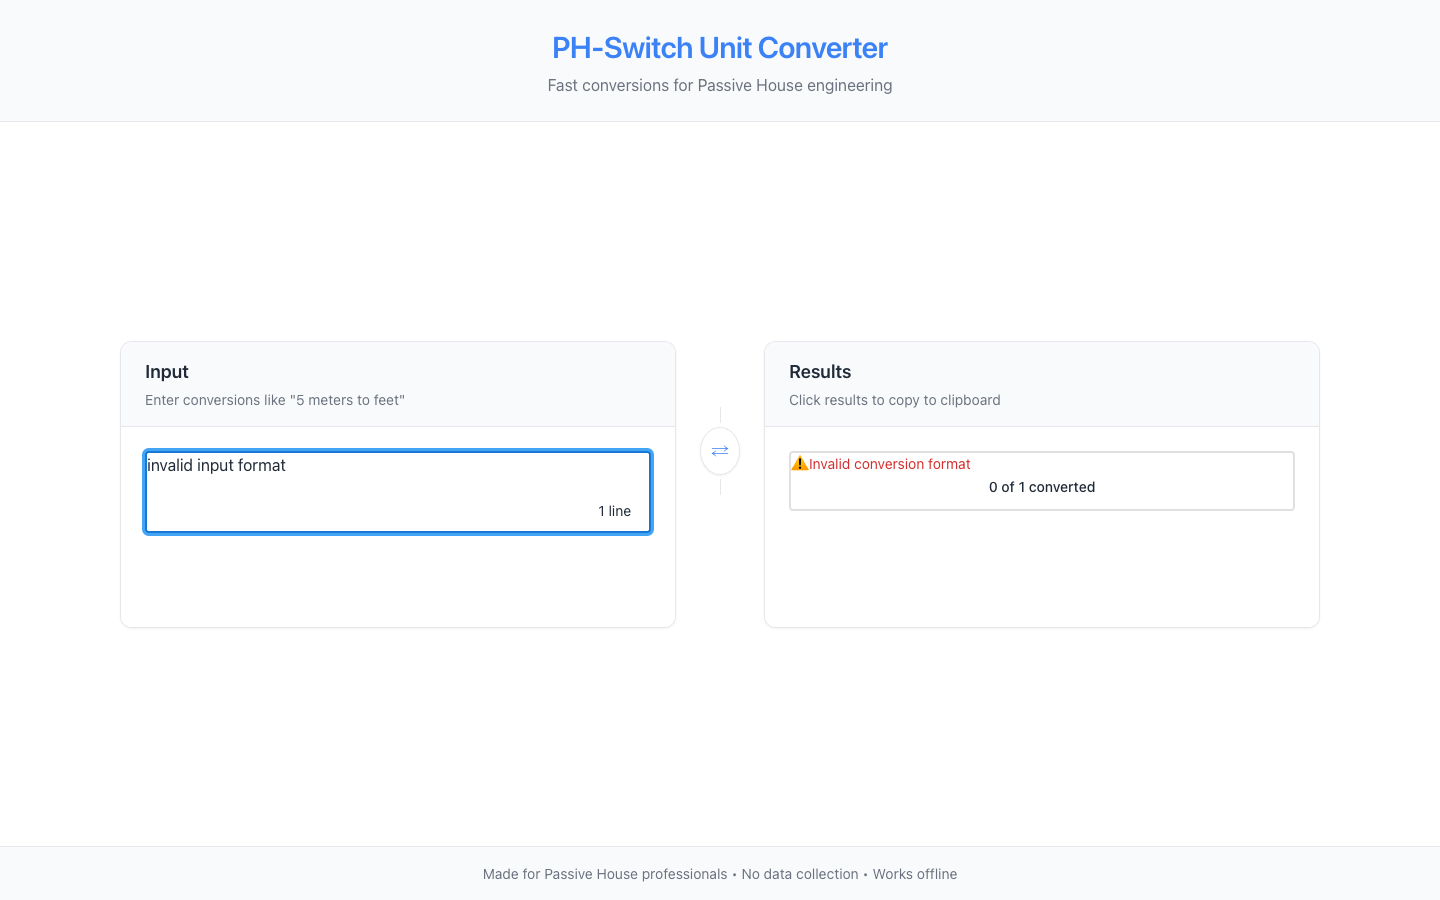 PH-Switch Unit Converter
Fast conversions for Passive House engineering
Input
Enter conversions like "5 meters to feet"
invalid input format
1 line
⇄
Results
Click results to copy to clipboard
⚠️Invalid conversion format
0 of 1 converted
Made for Passive House professionals • No data collection • Works offline